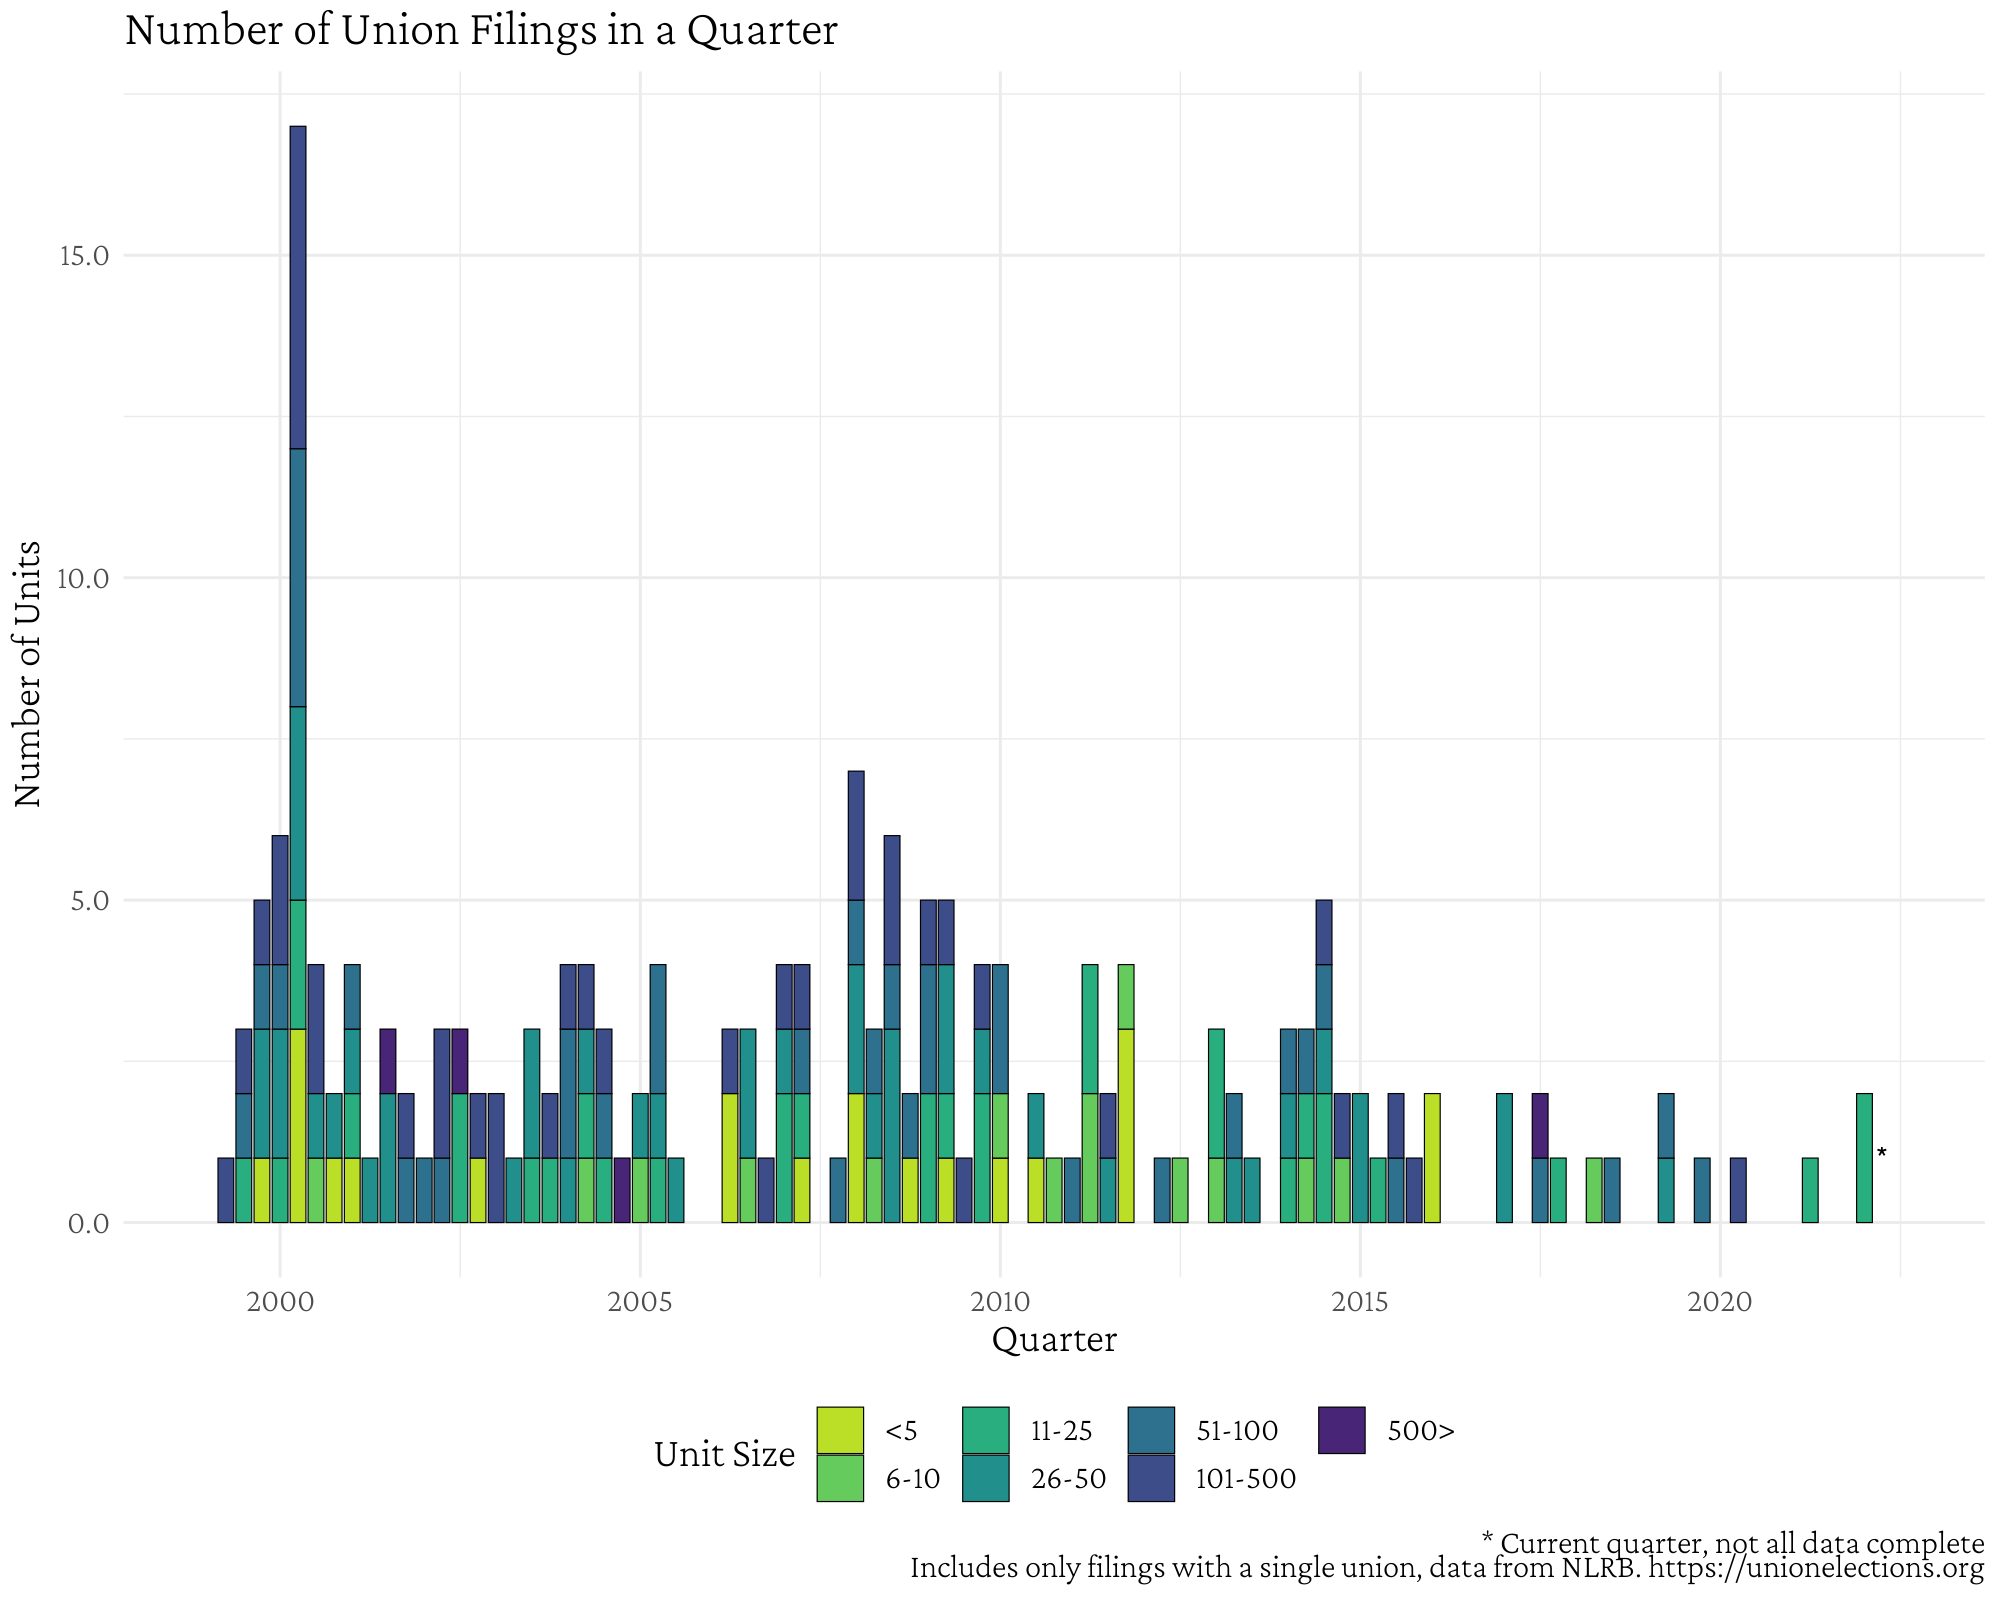 Number of Union Filings in a Quarter
Number of Units
15.0
10.0
5.0
0.0
*
2000 2005 2010 2015 2020
Quarter
Unit Size
<5 11-25 51-100 500>
6-10 26-50 101-500
* Current quarter, not all data complete
Includes only filings with a single union, data from NLRB. https://unionelections.org